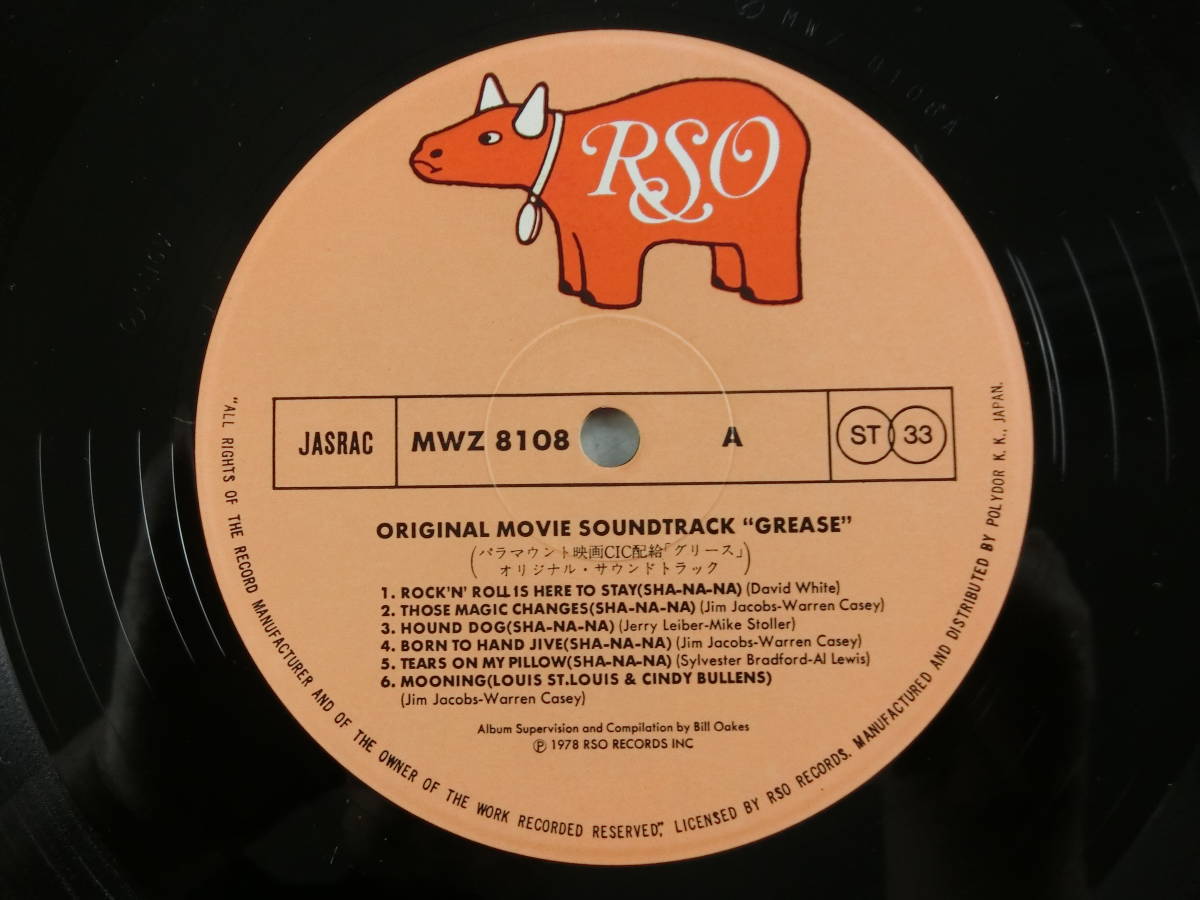 RSO
JASRAC
MWZ 8108
A
ST 33
ORIGINAL MOVIE SOUNDTRACK "GREASE"
(パラマウント映画CIC配給「グリース」
オリジナル・サウンドトラック)
1. ROCK'N' ROLL IS HERE TO STAY(SHA-NA-NA) (David White)
2. THOSE MAGIC CHANGES(SHA-NA-NA) (Jim Jacobs-Warren Casey)
3. HOUND DOG(SHA-NA-NA) (Jerry Leiber-Mike Stoller)
4. BORN TO HAND JIVE(SHA-NA-NA) (Jim Jacobs-Warren Casey)
5. TEARS ON MY PILLOW(SHA-NA-NA) (Sylvester Bradford-Al Lewis)
6. MOONING(LOUIS ST.LOUIS & CINDY BULLENS)
(Jim Jacobs-Warren Casey)
Album Supervision and Compilation by Bill Oakes
Ⓟ 1978 RSO RECORDS INC
"ALL RIGHTS OF THE RECORD MANUFACTURER AND OF THE OWNER OF THE WORK RECORDED RESERVED", LICENSED BY RSO RECORDS. MANUFACTURED AND DISTRIBUTED BY POLYDOR K.K., JAPAN.